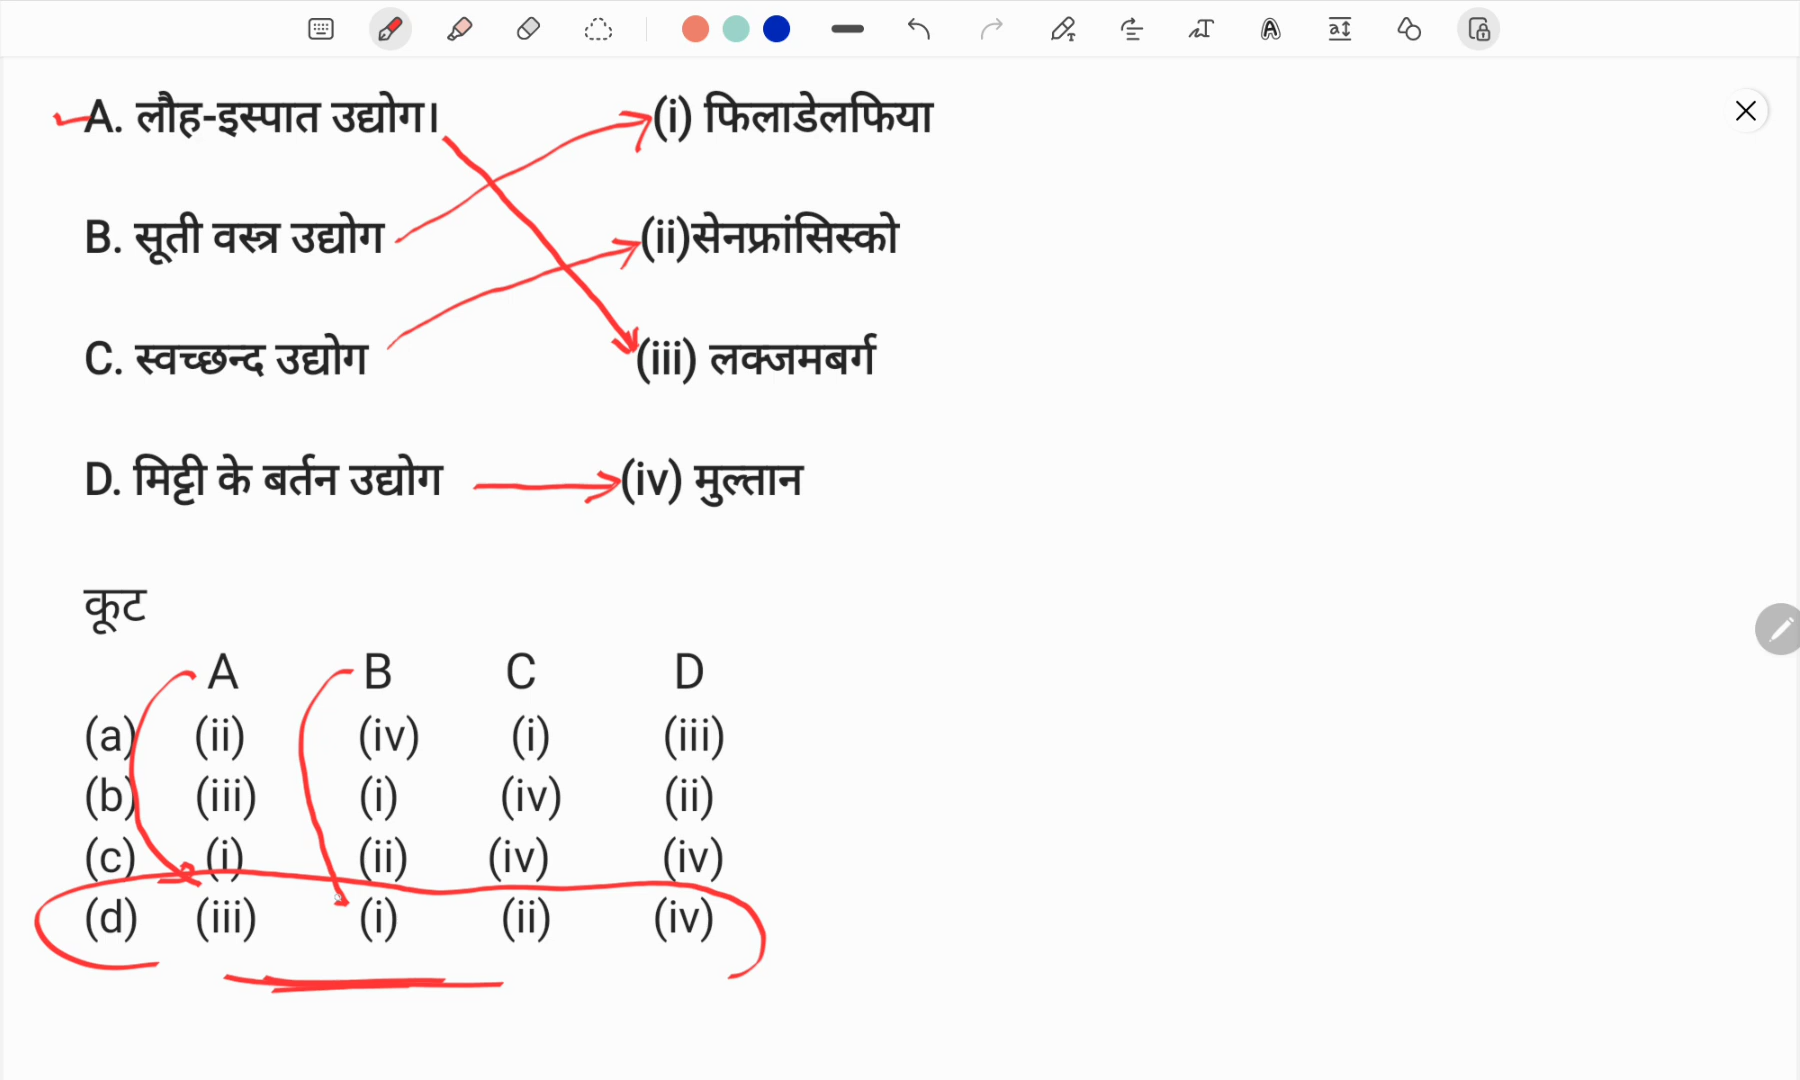 A. लौह-इस्पात उद्योग। (i) फिलाडेलफिया
B. सूती वस्त्र उद्योग (ii)सेनफ्रांसिस्को
C. स्वच्छन्द उद्योग (iii) लक्जमबर्ग
D. मिट्टी के बर्तन उद्योग (iv) मुल्तान
कूट
A B C D
(a) (ii) (iv) (i) (iii)
(b) (iii) (i) (iv) (ii)
(c) (i) (ii) (iv) (iv)
(d) (iii) (i) (ii) (iv)